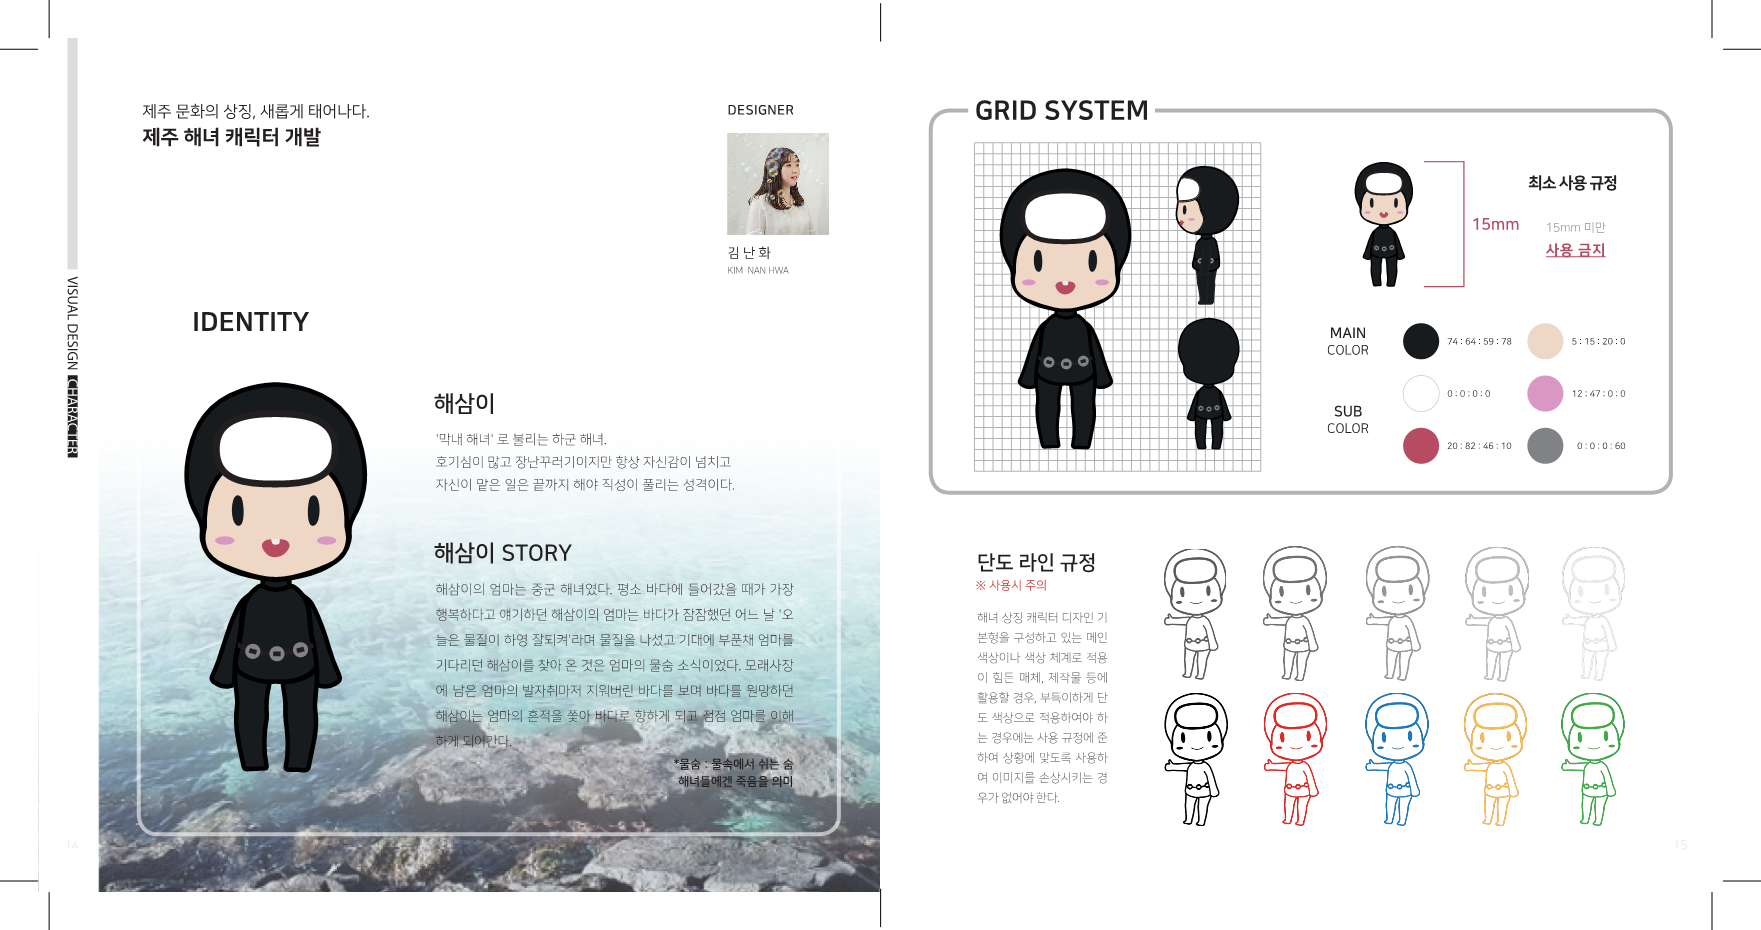 제주 문화의 상징, 새롭게 태어나다.
제주 해녀 캐릭터 개발
DESIGNER
김 난 화
KIM NAN HWA
VISUAL DESIGN CHARACTER
IDENTITY
해삼이
'막내 해녀' 로 불리는 하군 해녀.
호기심이 많고 장난꾸러기이지만 항상 자신감이 넘치고
자신이 맡은 일은 끝까지 해야 직성이 풀리는 성격이다.
해삼이 STORY
해삼이의 엄마는 중군 해녀였다. 평소 바다에 들어갔을 때가 가장
행복하다고 얘기하던 해삼이의 엄마는 바다가 잠잠했던 어느 날 '오
늘은 물질이 하영 잘되켜'라며 물질을 나섰고 기대에 부푼채 엄마를
기다리던 해삼이를 찾아 온 것은 엄마의 물숨 소식이었다. 모래사장
에 남은 엄마의 발자취마저 지워버린 바다를 보며 바다를 원망하던
해삼이는 엄마의 흔적을 쫓아 바다로 향하게 되고 점점 엄마를 이해
하게 되어간다.
*물숨 : 물속에서 쉬는 숨
해녀들에겐 죽음을 의미
14
GRID SYSTEM
15mm
최소 사용 규정
15mm 미만
사용 금지
MAIN
COLOR
74 : 64 : 59 : 78
5 : 15 : 20 : 0
SUB
COLOR
0 : 0 : 0 : 0
12 : 47 : 0 : 0
20 : 82 : 46 : 10
0 : 0 : 0 : 60
단도 라인 규정
※ 사용시 주의
해녀 상징 캐릭터 디자인 기
본형을 구성하고 있는 메인
색상이나 색상 체계로 적용
이 힘든 매체, 제작물 등에
활용할 경우, 부득이하게 단
도 색상으로 적용하여야 하
는 경우에는 사용 규정에 준
하여 상황에 맞도록 사용하
여 이미지를 손상시키는 경
우가 없어야 한다.
15